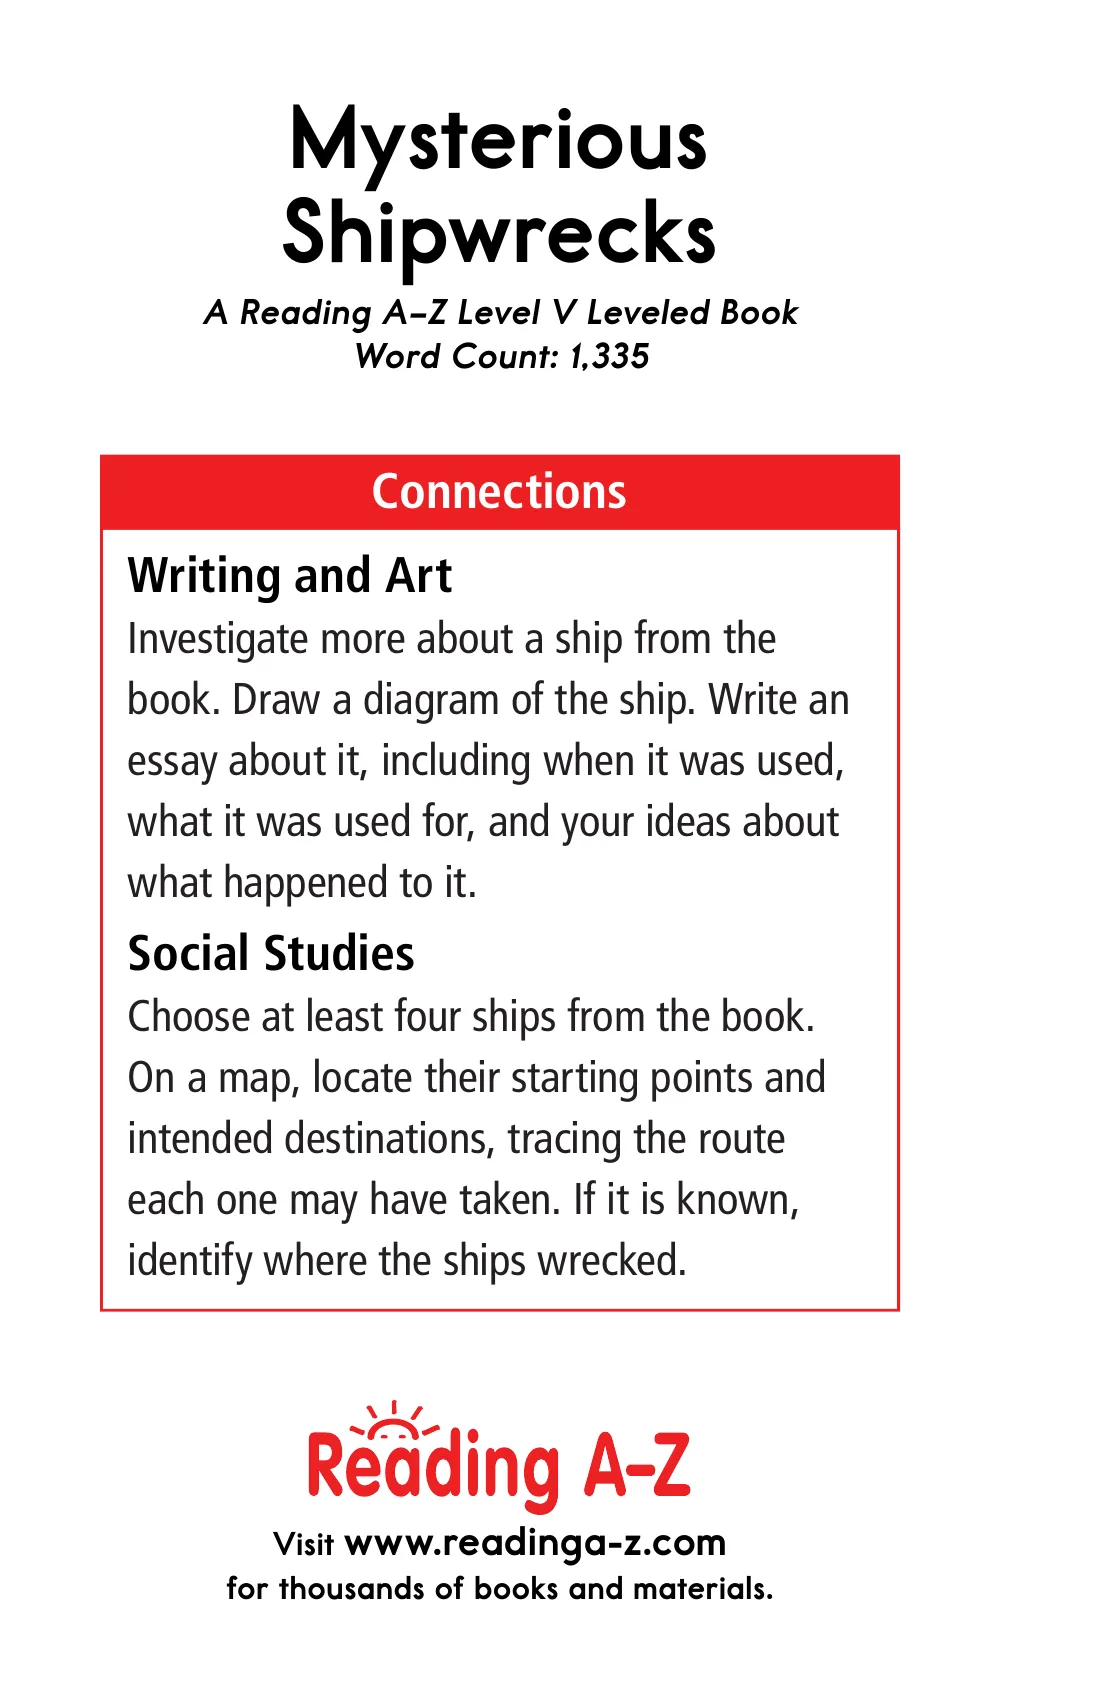 Mysterious
Shipwrecks
A Reading A–Z Level V Leveled Book
Word Count: 1,335
Connections
Writing and Art
Investigate more about a ship from the
book. Draw a diagram of the ship. Write an
essay about it, including when it was used,
what it was used for, and your ideas about
what happened to it.
Social Studies
Choose at least four ships from the book.
On a map, locate their starting points and
intended destinations, tracing the route
each one may have taken. If it is known,
identify where the ships wrecked.
Reading A–Z
Visit www.readinga-z.com
for thousands of books and materials.